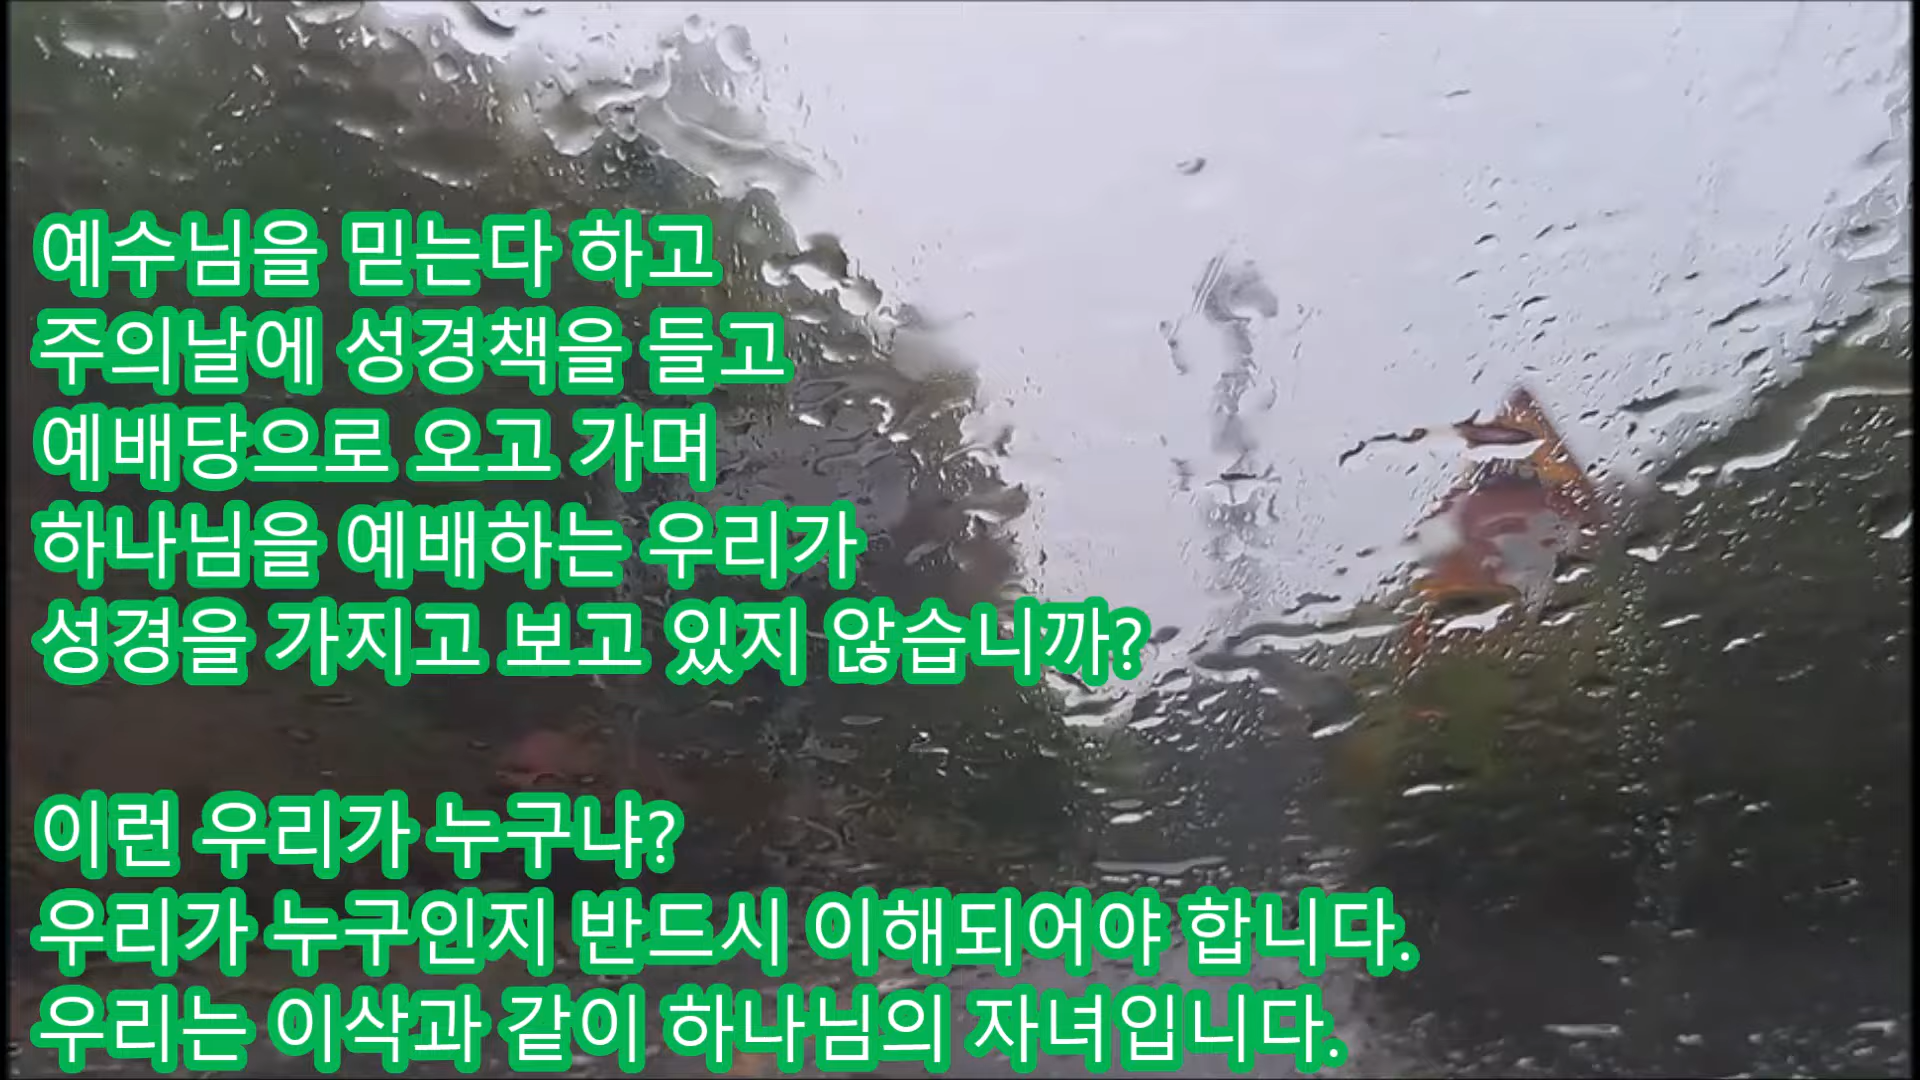 예수님을 믿는다 하고
주의날에 성경책을 들고
예배당으로 오고 가며
하나님을 예배하는 우리가
성경을 가지고 보고 있지 않습니까?
이런 우리가 누구냐?
우리가 누구인지 반드시 이해되어야 합니다.
우리는 이삭과 같이 하나님의 자녀입니다.